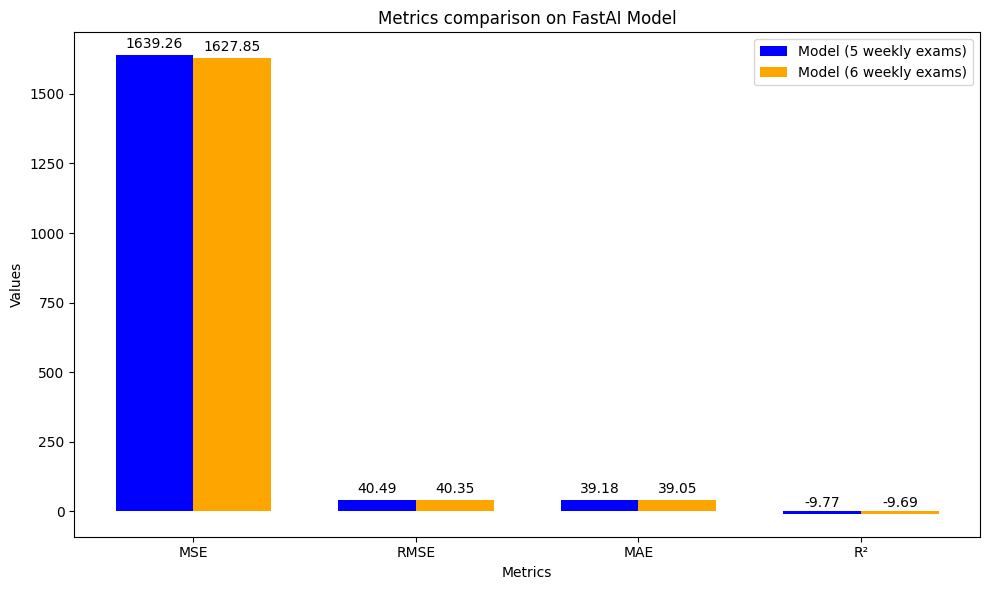 Metrics comparison on FastAI Model
1639.26
1627.85
Model (5 weekly exams)
Model (6 weekly exams)
1500
1250
1000
750
500
250
0
Values
40.49
40.35
39.18
39.05
-9.77
-9.69
MSE
RMSE
MAE
R²
Metrics